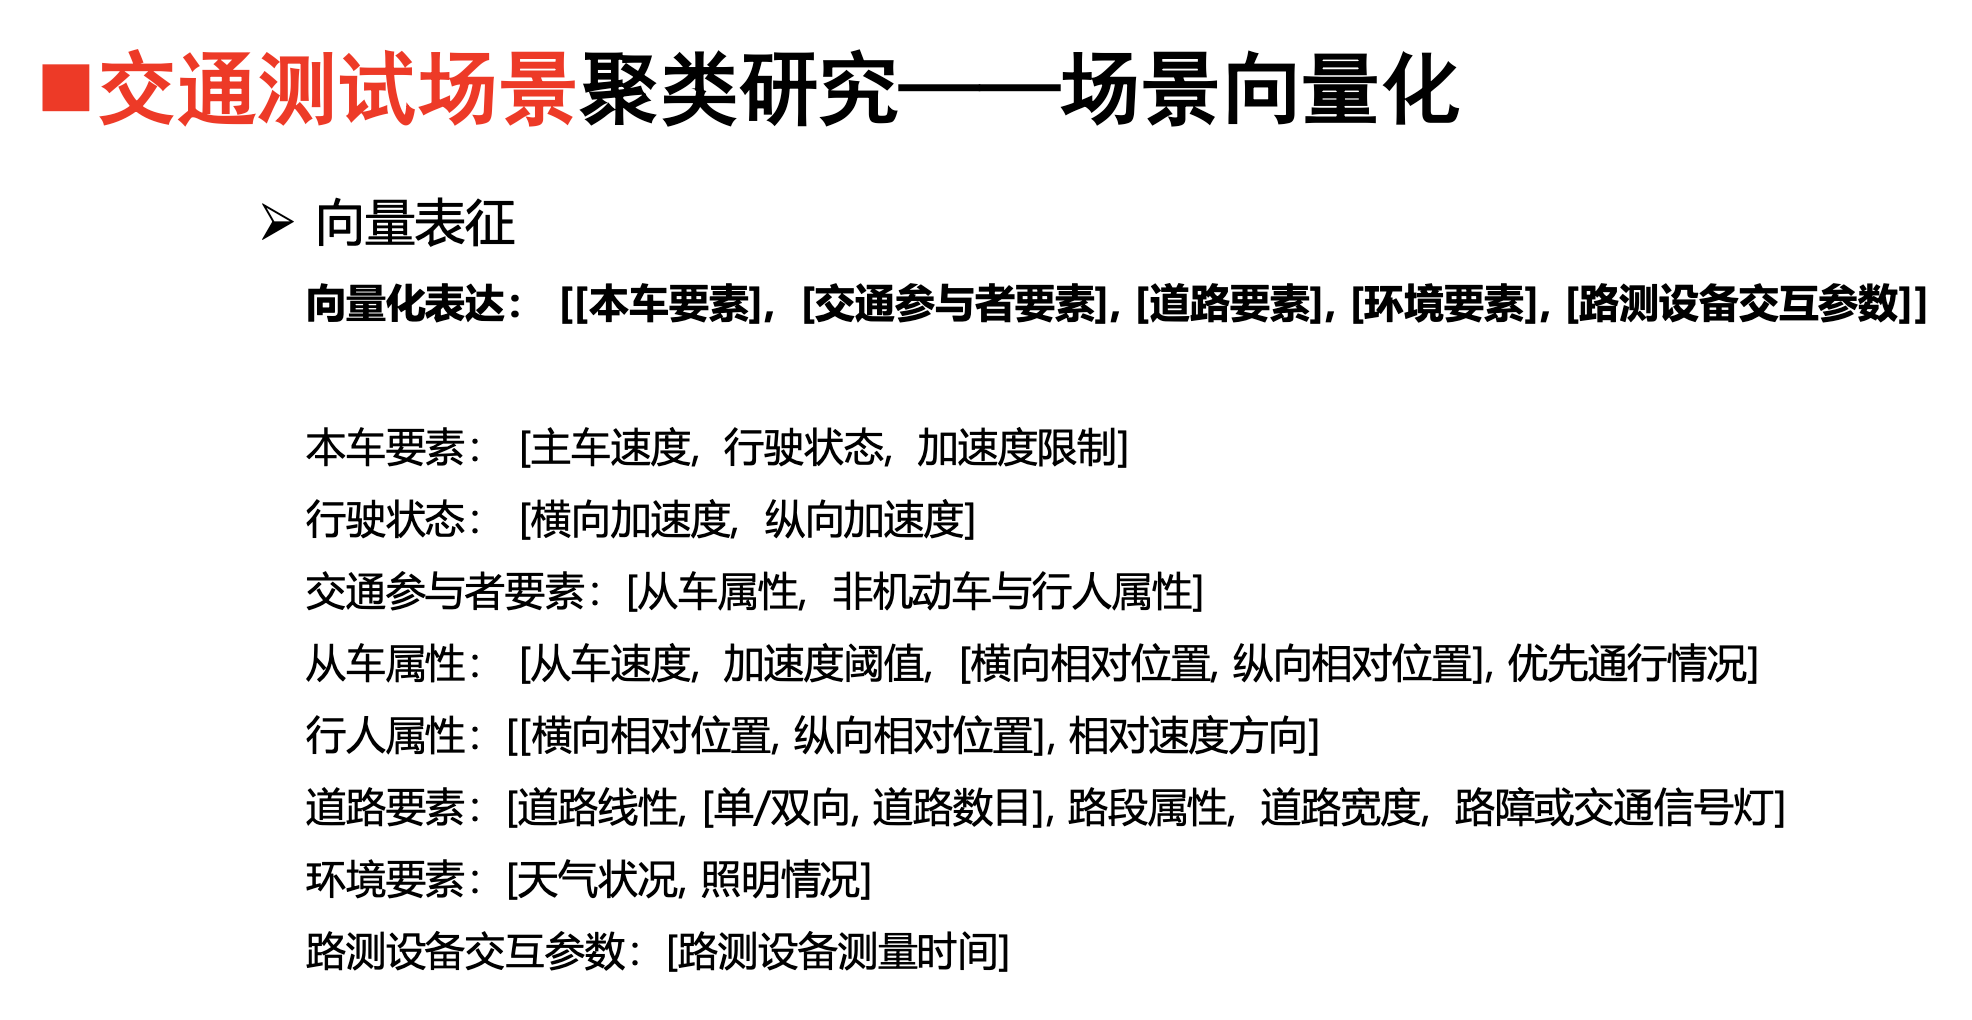 ■交通测试场景聚类研究——场景向量化
➢ 向量表征
向量化表达： [[本车要素]，[交通参与者要素], [道路要素], [环境要素], [路测设备交互参数]]
本车要素： [主车速度，行驶状态，加速度限制]
行驶状态： [横向加速度，纵向加速度]
交通参与者要素：[从车属性，非机动车与行人属性]
从车属性： [从车速度，加速度阈值，[横向相对位置, 纵向相对位置], 优先通行情况]
行人属性：[[横向相对位置, 纵向相对位置], 相对速度方向]
道路要素：[道路线性, [单/双向, 道路数目], 路段属性，道路宽度，路障或交通信号灯]
环境要素：[天气状况, 照明情况]
路测设备交互参数：[路测设备测量时间]